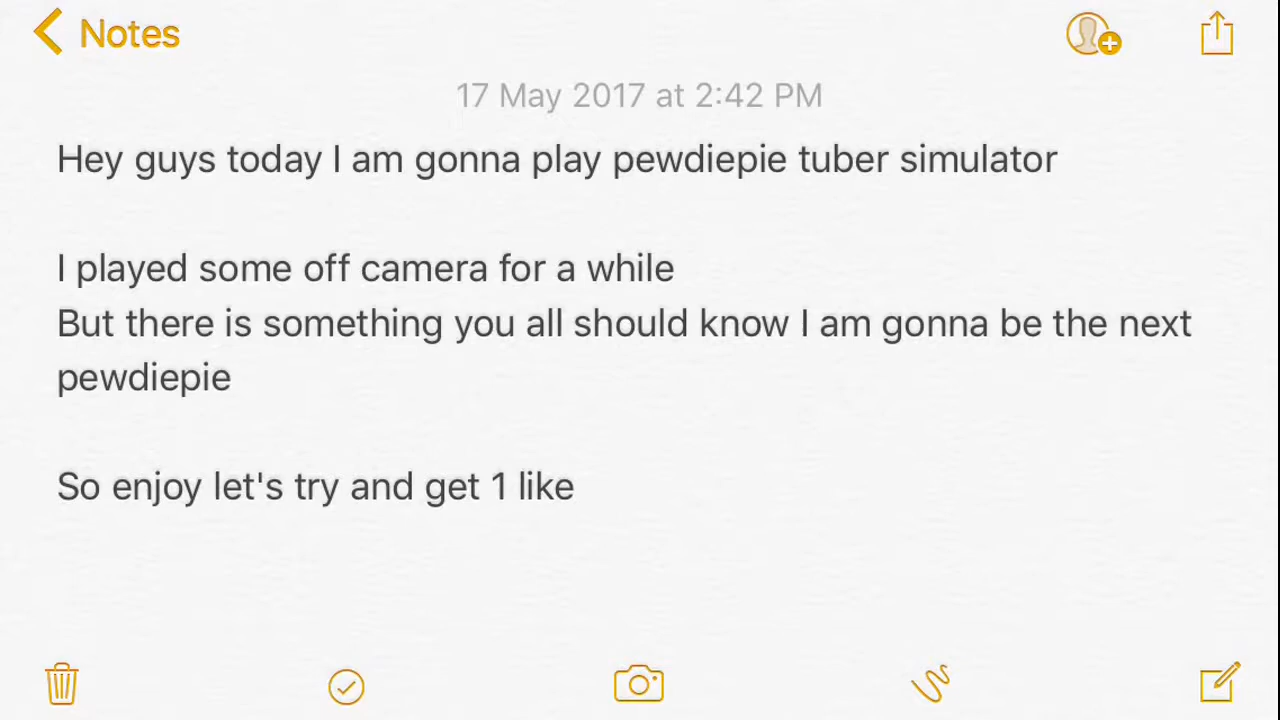 Notes
17 May 2017 at 2:42 PM
Hey guys today I am gonna play pewdiepie tuber simulator
I played some off camera for a while
But there is something you all should know I am gonna be the next
pewdiepie
So enjoy let's try and get 1 like